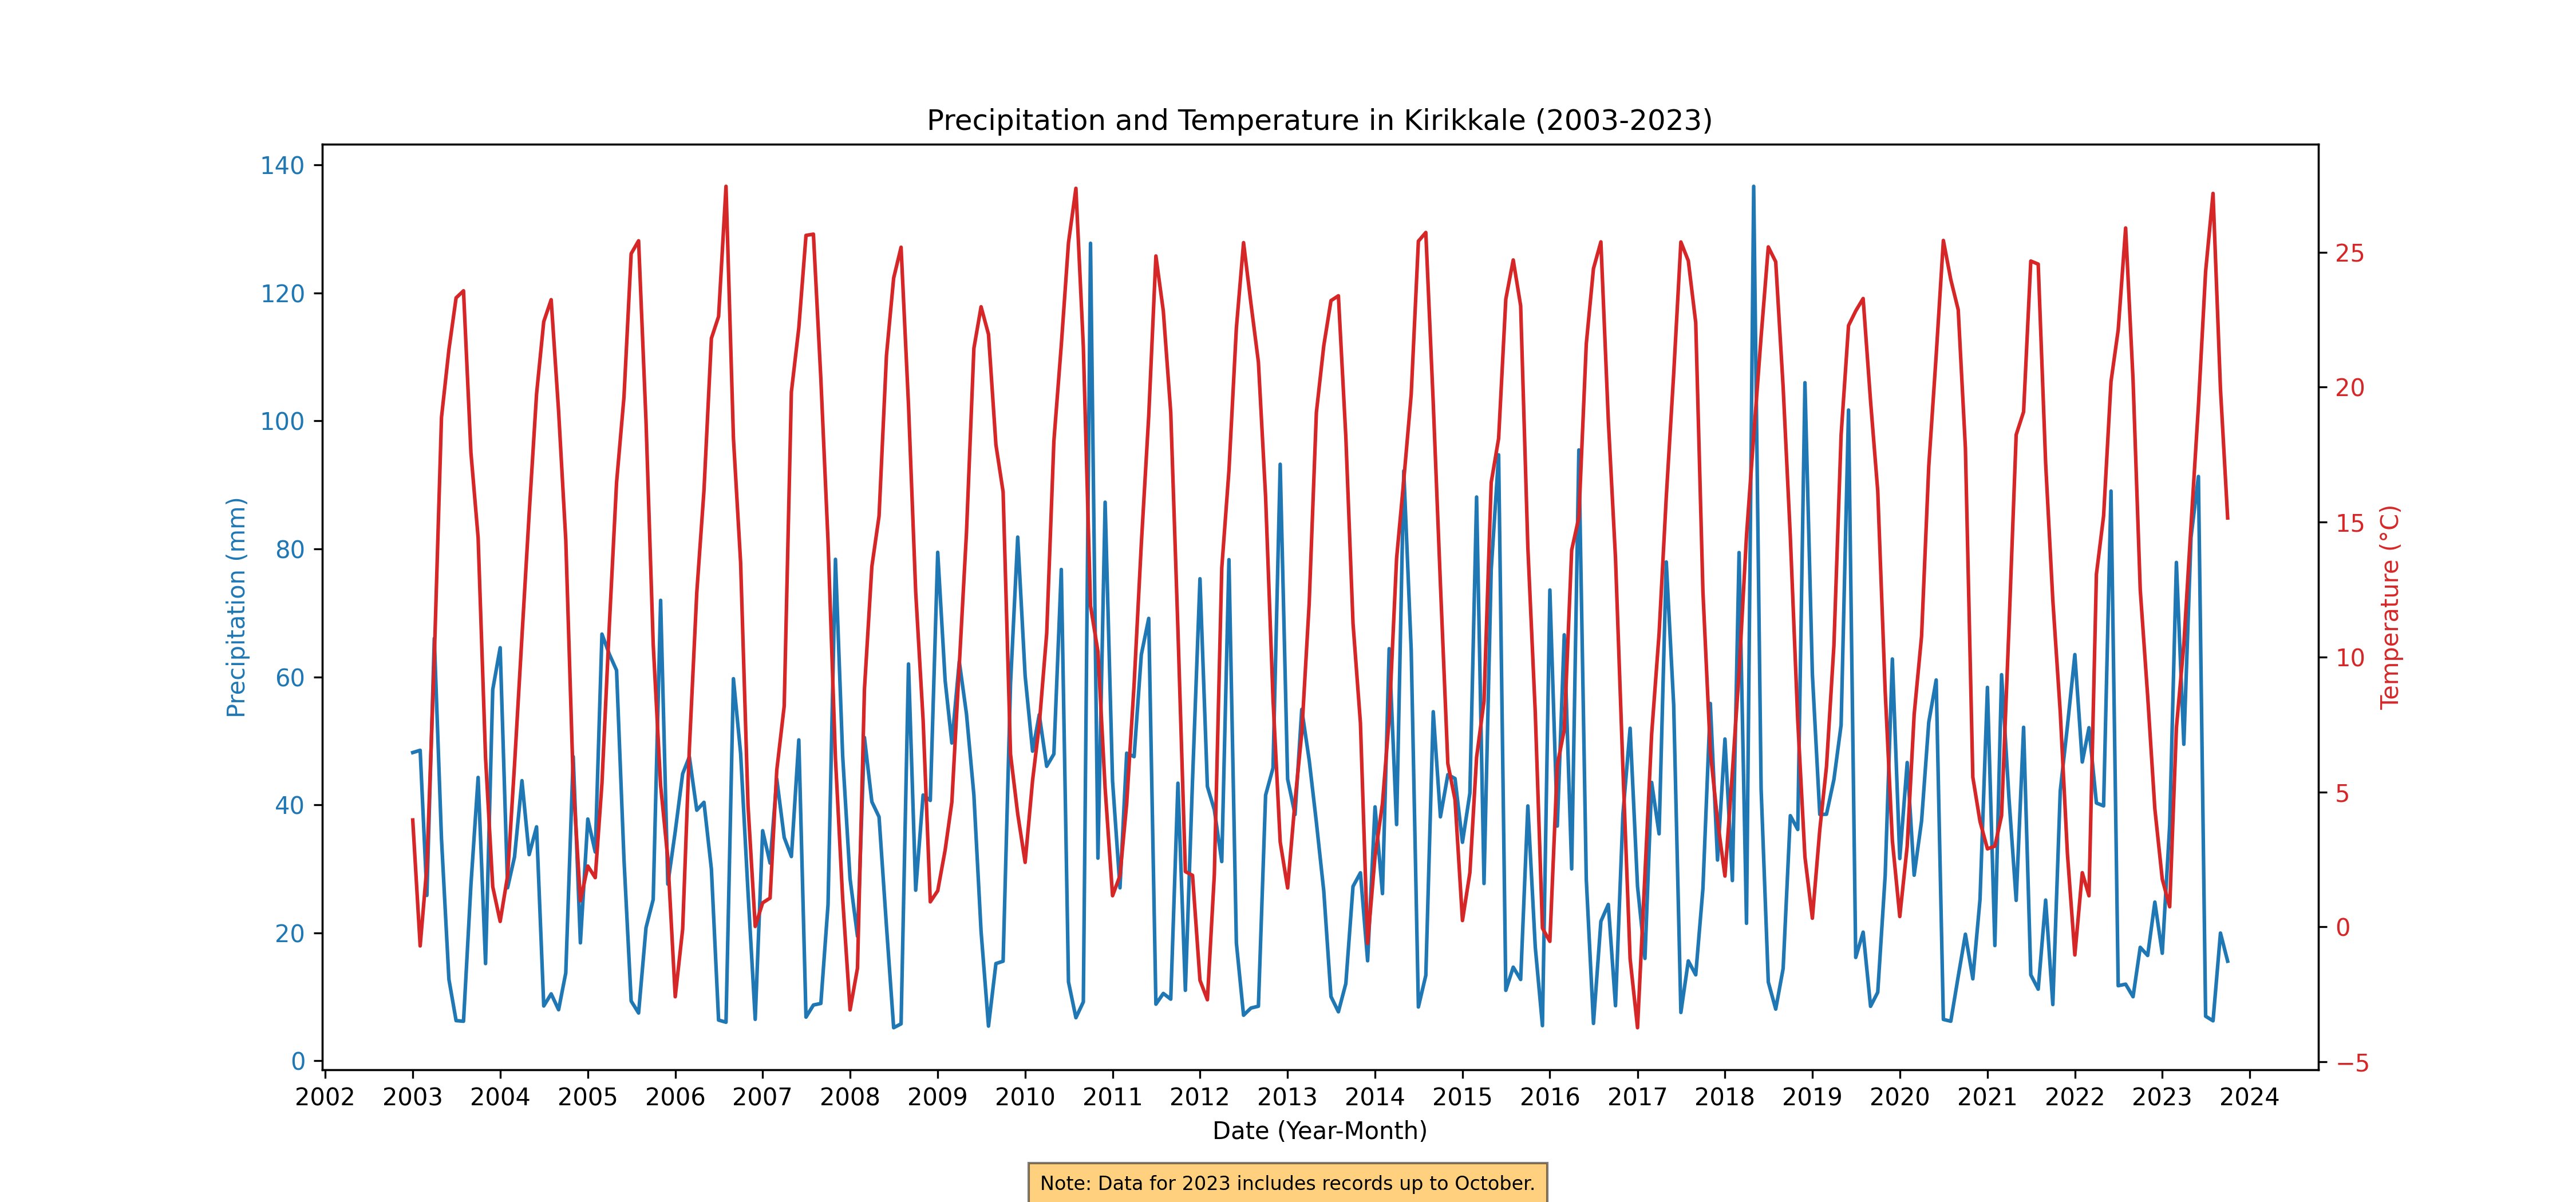 Precipitation and Temperature in Kirikkale (2003-2023)
140
120
100
80
60
40
20
0
Precipitation (mm)
25
20
15
10
5
0
−5
Temperature (°C)
2002 2003 2004 2005 2006 2007 2008 2009 2010 2011 2012 2013 2014 2015 2016 2017 2018 2019 2020 2021 2022 2023 2024
Date (Year-Month)
Note: Data for 2023 includes records up to October.